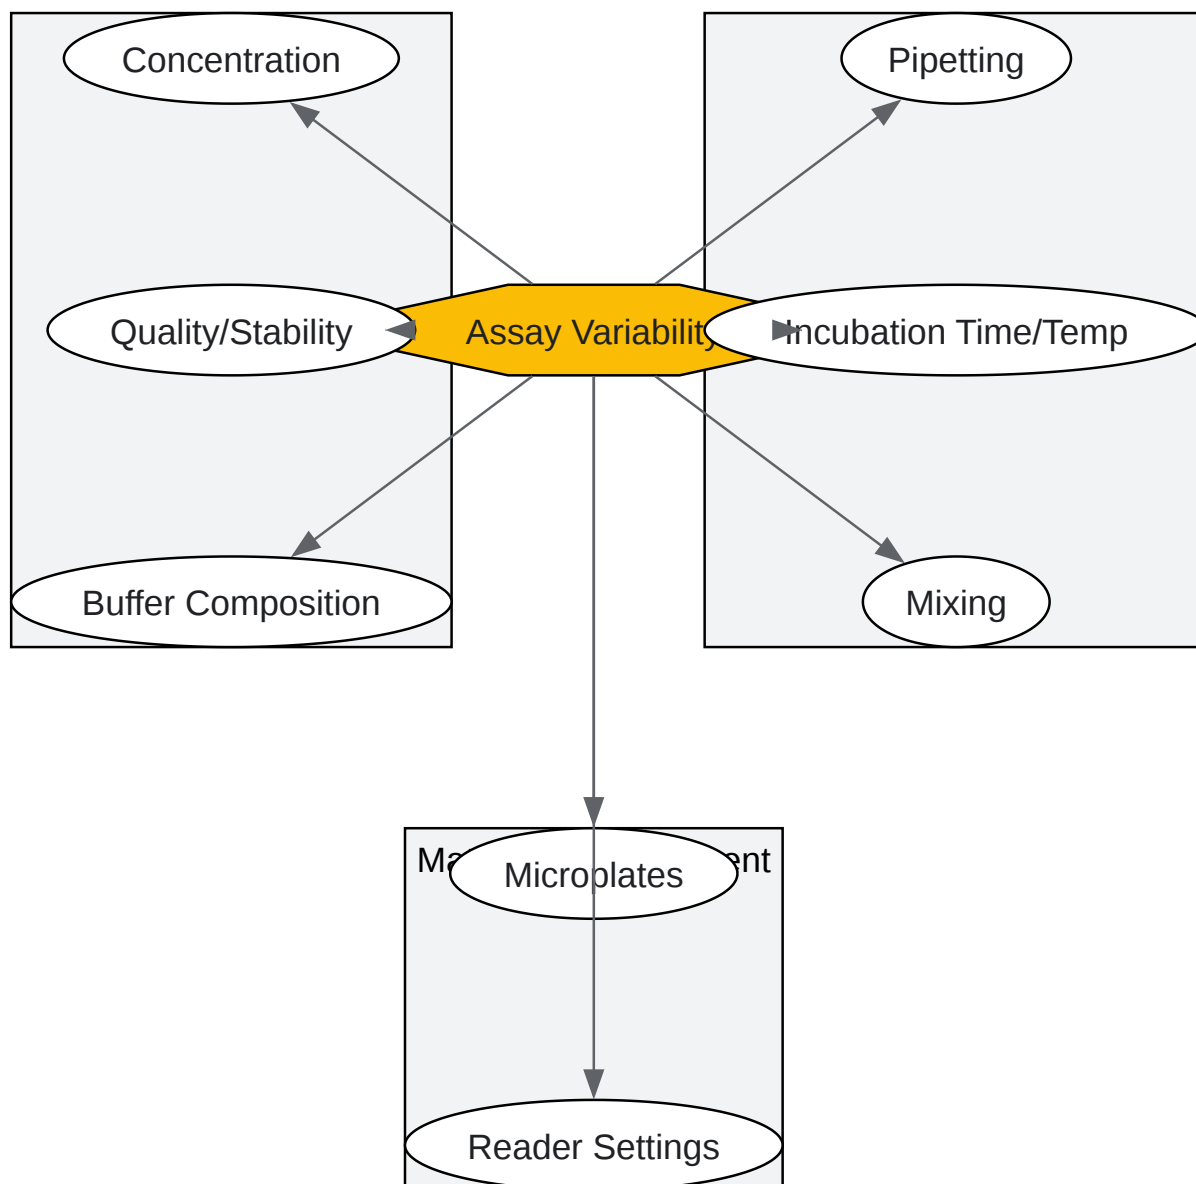 Concentration
Pipetting
Quality/Stability
Assay Variability
Incubation Time/Temp
Buffer Composition
Mixing
Microplates
Reader Settings